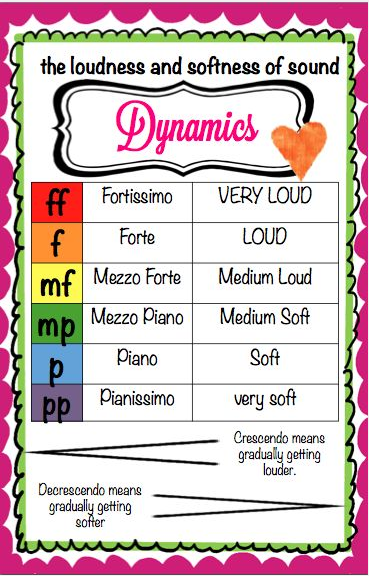 the loudness and softness of sound
Dynamics
ff Fortissimo VERY LOUD
f Forte LOUD
mf Mezzo Forte Medium Loud
mp Mezzo Piano Medium Soft
p Piano Soft
pp Pianissimo very soft
Crescendo means
gradually getting
louder.
Decrescendo means
gradually getting
softer